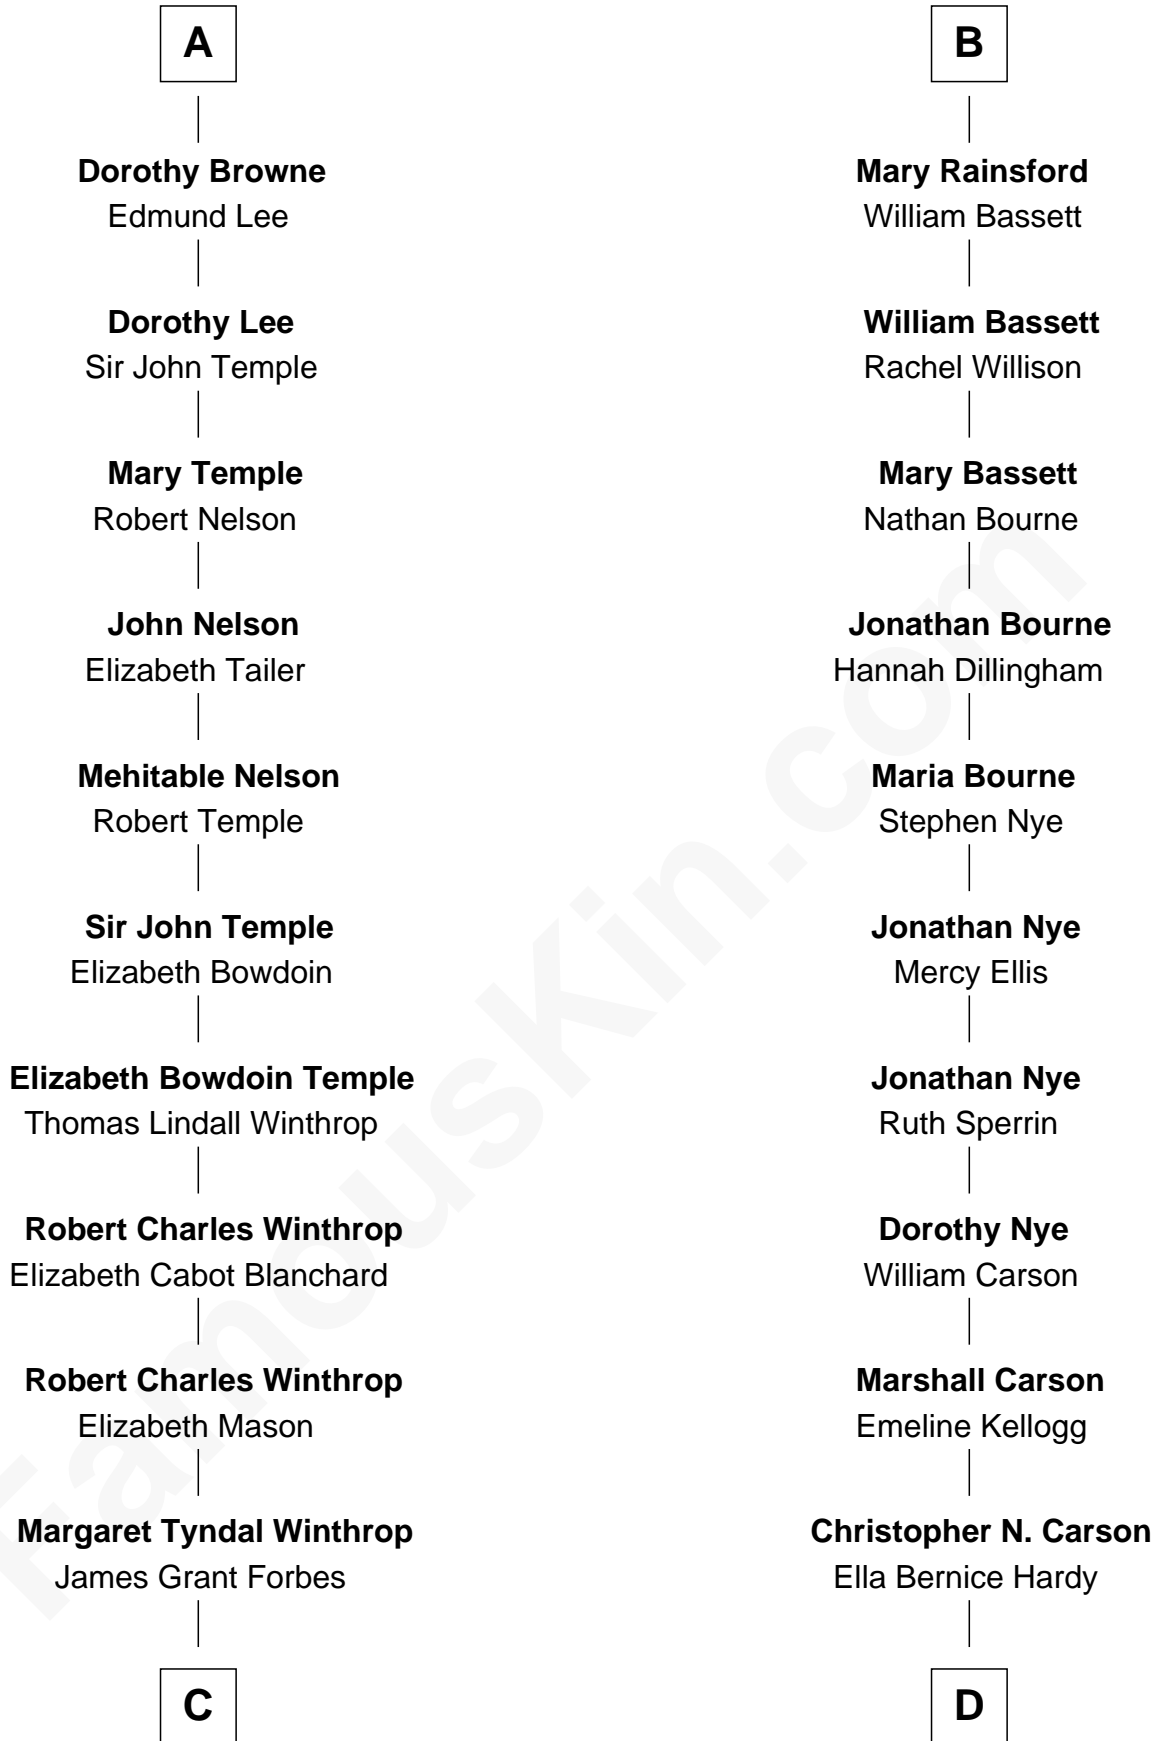 A
Dorothy Browne
Edmund Lee
Dorothy Lee
Sir John Temple
Mary Temple
Robert Nelson
John Nelson
Elizabeth Tailer
Mehitable Nelson
Robert Temple
Sir John Temple
Elizabeth Bowdoin
Elizabeth Bowdoin Temple
Thomas Lindall Winthrop
Robert Charles Winthrop
Elizabeth Cabot Blanchard
Robert Charles Winthrop
Elizabeth Mason
Margaret Tyndal Winthrop
James Grant Forbes
C
B
Mary Rainsford
William Bassett
William Bassett
Rachel Willison
Mary Bassett
Nathan Bourne
Jonathan Bourne
Hannah Dillingham
Maria Bourne
Stephen Nye
Jonathan Nye
Mercy Ellis
Jonathan Nye
Ruth Sperrin
Dorothy Nye
William Carson
Marshall Carson
Emeline Kellogg
Christopher N. Carson
Ella Bernice Hardy
D
FamousKin.com